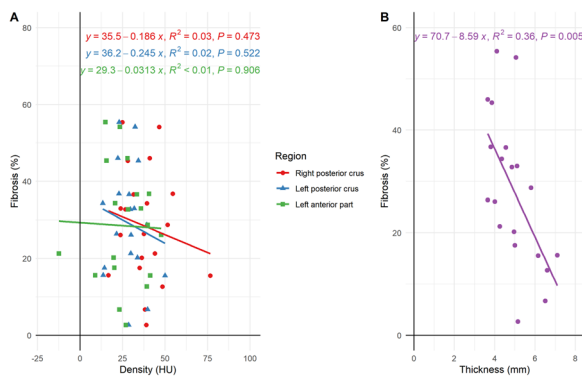 A
80
60
40
20
0
Fibrosis (%)
y = 35.5 – 0.186 x, R² = 0.03, P = 0.473
y = 36.2 – 0.245 x, R² = 0.02, P = 0.522
y = 29.3 – 0.0313 x, R² < 0.01, P = 0.906
-25 0 25 50 75 100
Density (HU)
Region
Right posterior crus
Left posterior crus
Left anterior part
B
60
40
20
0
Fibrosis (%)
y = 70.7 – 8.59 x, R² = 0.36, P = 0.005
0 2 4 6 8
Thickness (mm)